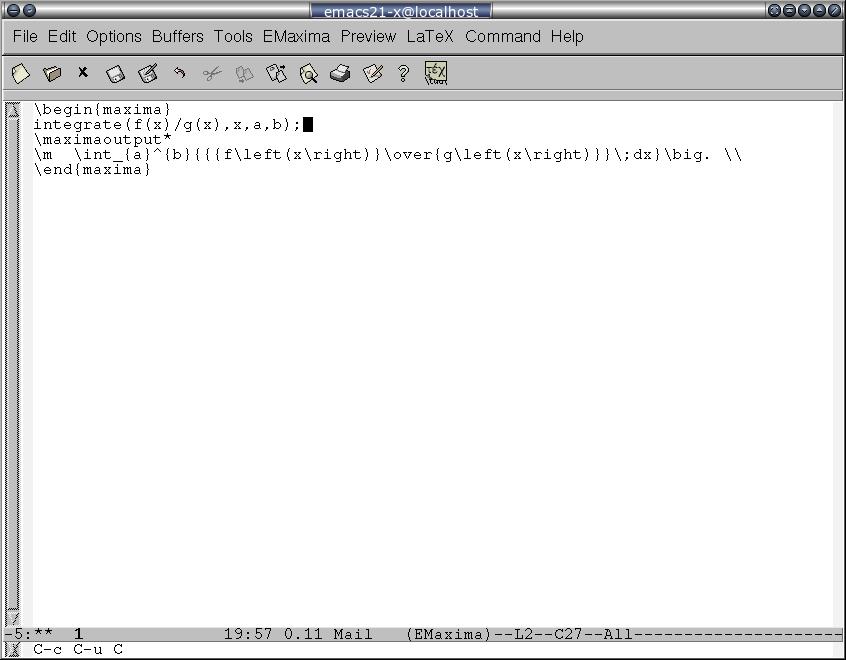 emacs21-x@localhost
File Edit Options Buffers Tools EMaxima Preview LaTeX Command Help
\begin{maxima}
integrate(f(x)/g(x),x,a,b);
\maximaoutput*
\m  \int_{a}^{b}{{{f\left(x\right)}\over{g\left(x\right)}}\;dx}\big. \\
\end{maxima}
-5:**  1              19:57 0.11 Mail   (EMaxima)--L2--C27--All---------------------
C-c C-u C